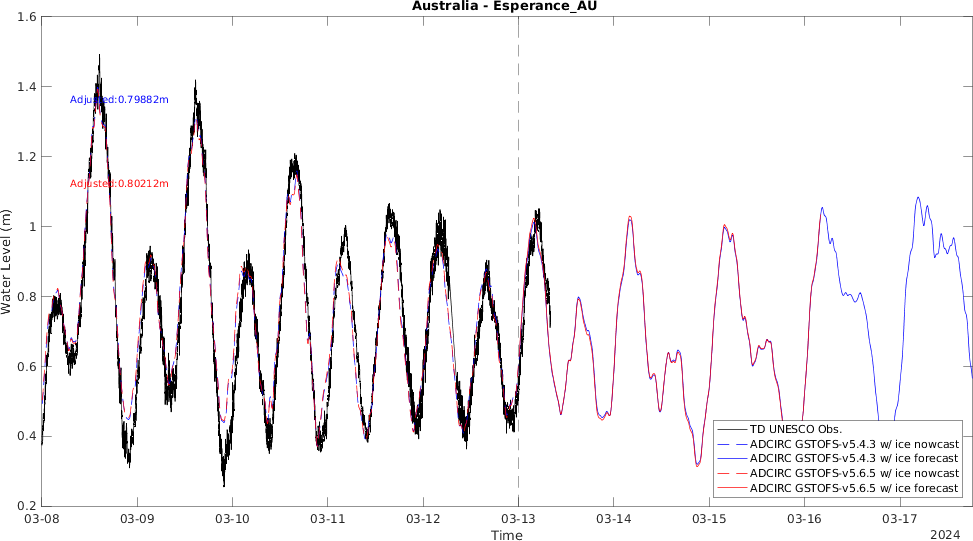 Australia - Esperance_AU
1.6
1.4
1.2
1
0.8
0.6
0.4
0.2
Water Level (m)
Adjusted:0.79882m
Adjusted:0.80212m
TD UNESCO Obs.
ADCIRC GSTOFS-v5.4.3 w/ ice nowcast
ADCIRC GSTOFS-v5.4.3 w/ ice forecast
ADCIRC GSTOFS-v5.6.5 w/ ice nowcast
ADCIRC GSTOFS-v5.6.5 w/ ice forecast
03-08 03-09 03-10 03-11 03-12 03-13 03-14 03-15 03-16 03-17
Time
2024